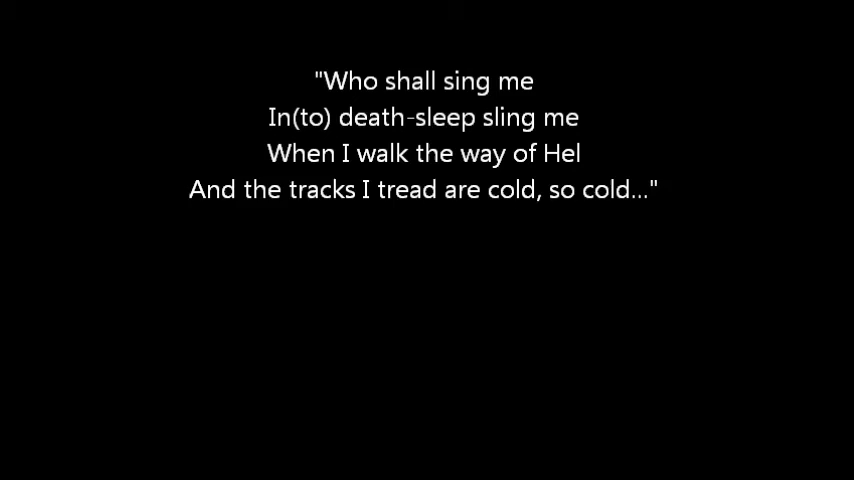 "Who shall sing me
In(to) death-sleep sling me
When I walk the way of Hel
And the tracks I tread are cold, so cold..."